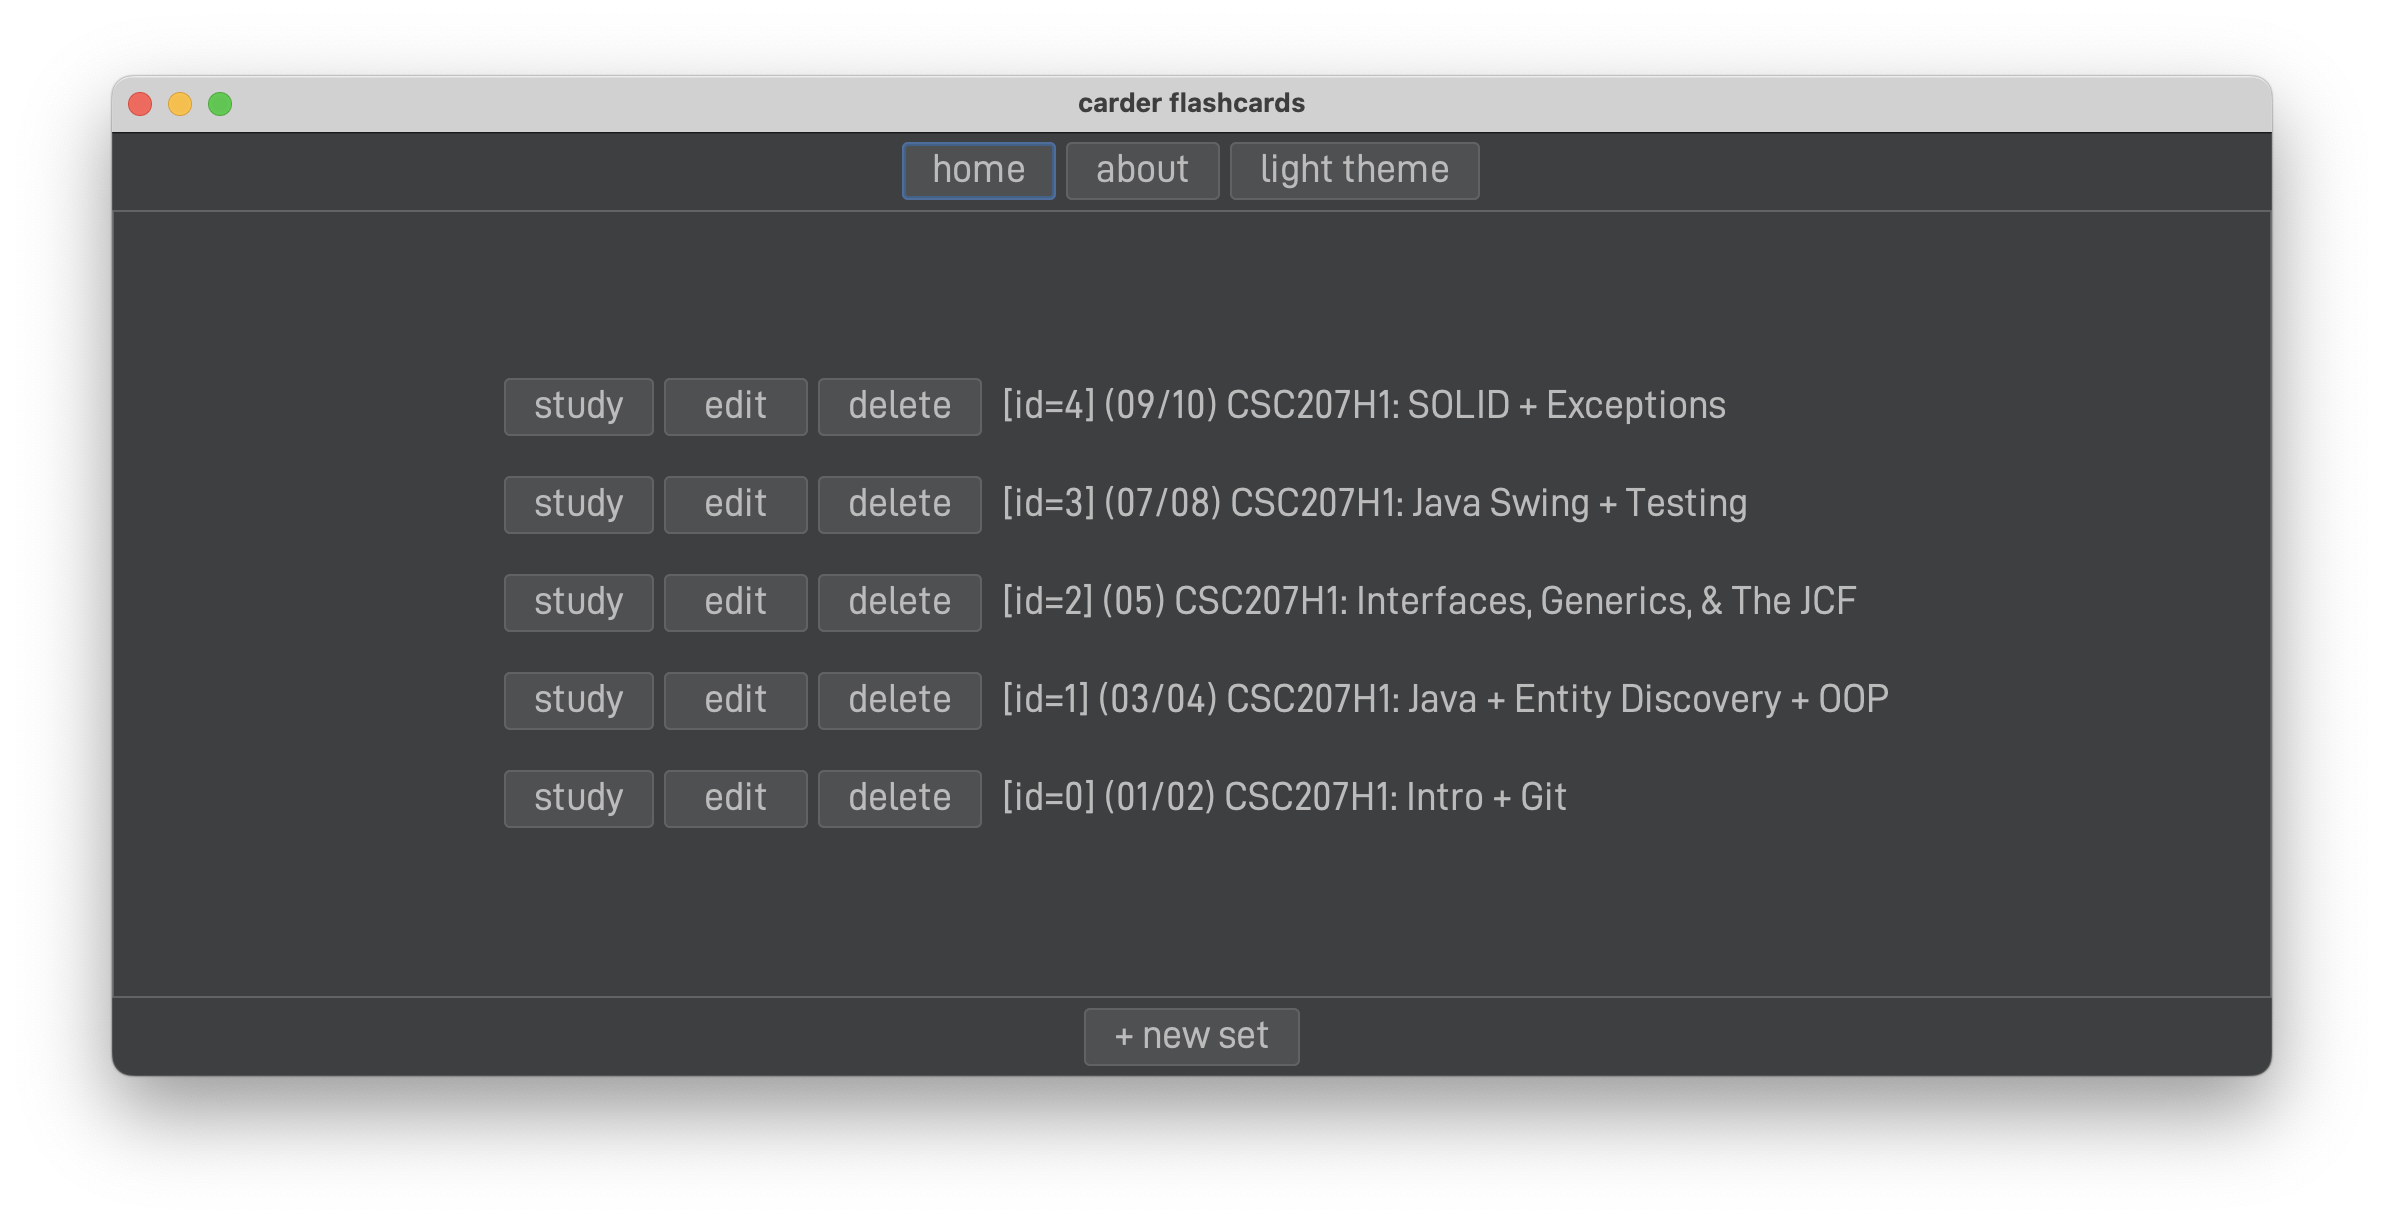 carder flashcards
home about light theme
study edit delete [id=4] (09/10) CSC207H1: SOLID + Exceptions
study edit delete [id=3] (07/08) CSC207H1: Java Swing + Testing
study edit delete [id=2] (05) CSC207H1: Interfaces, Generics, & The JCF
study edit delete [id=1] (03/04) CSC207H1: Java + Entity Discovery + OOP
study edit delete [id=0] (01/02) CSC207H1: Intro + Git
+ new set